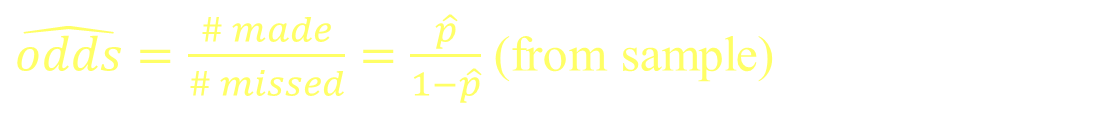 \widehat{odds} = \frac{\# made}{\# missed} = \frac{\hat{p}}{1-\hat{p}} (from sample)